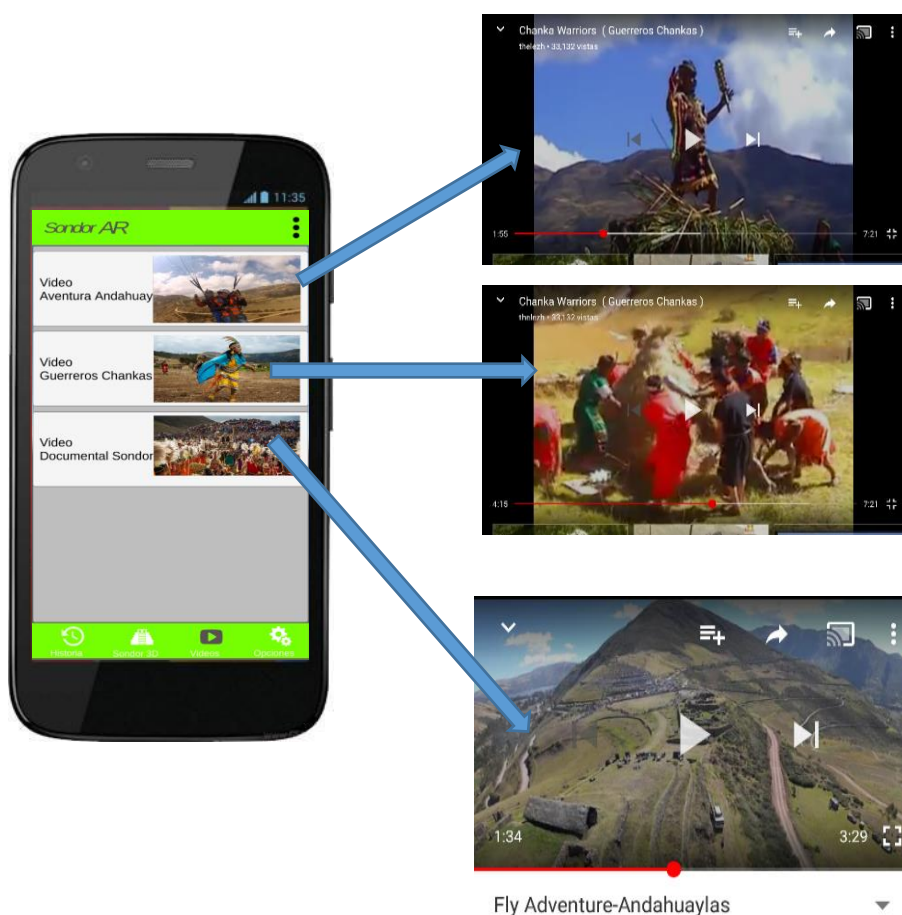 11:35
Sondor AR
Video
Aventura Andahuay
Video
Guerreros Chankas
Video
Documental Sondor
Historia
Sondor 3D
Videos
Opciones
Chanka Warriors ( Guerreros Chankas )
thelezh • 33,132 vistas
1:55
7:21
Chanka Warriors ( Guerreros Chankas )
thelezh • 33,132 vistas
4:15
7:21
1:34
3:29
Fly Adventure-Andahuaylas